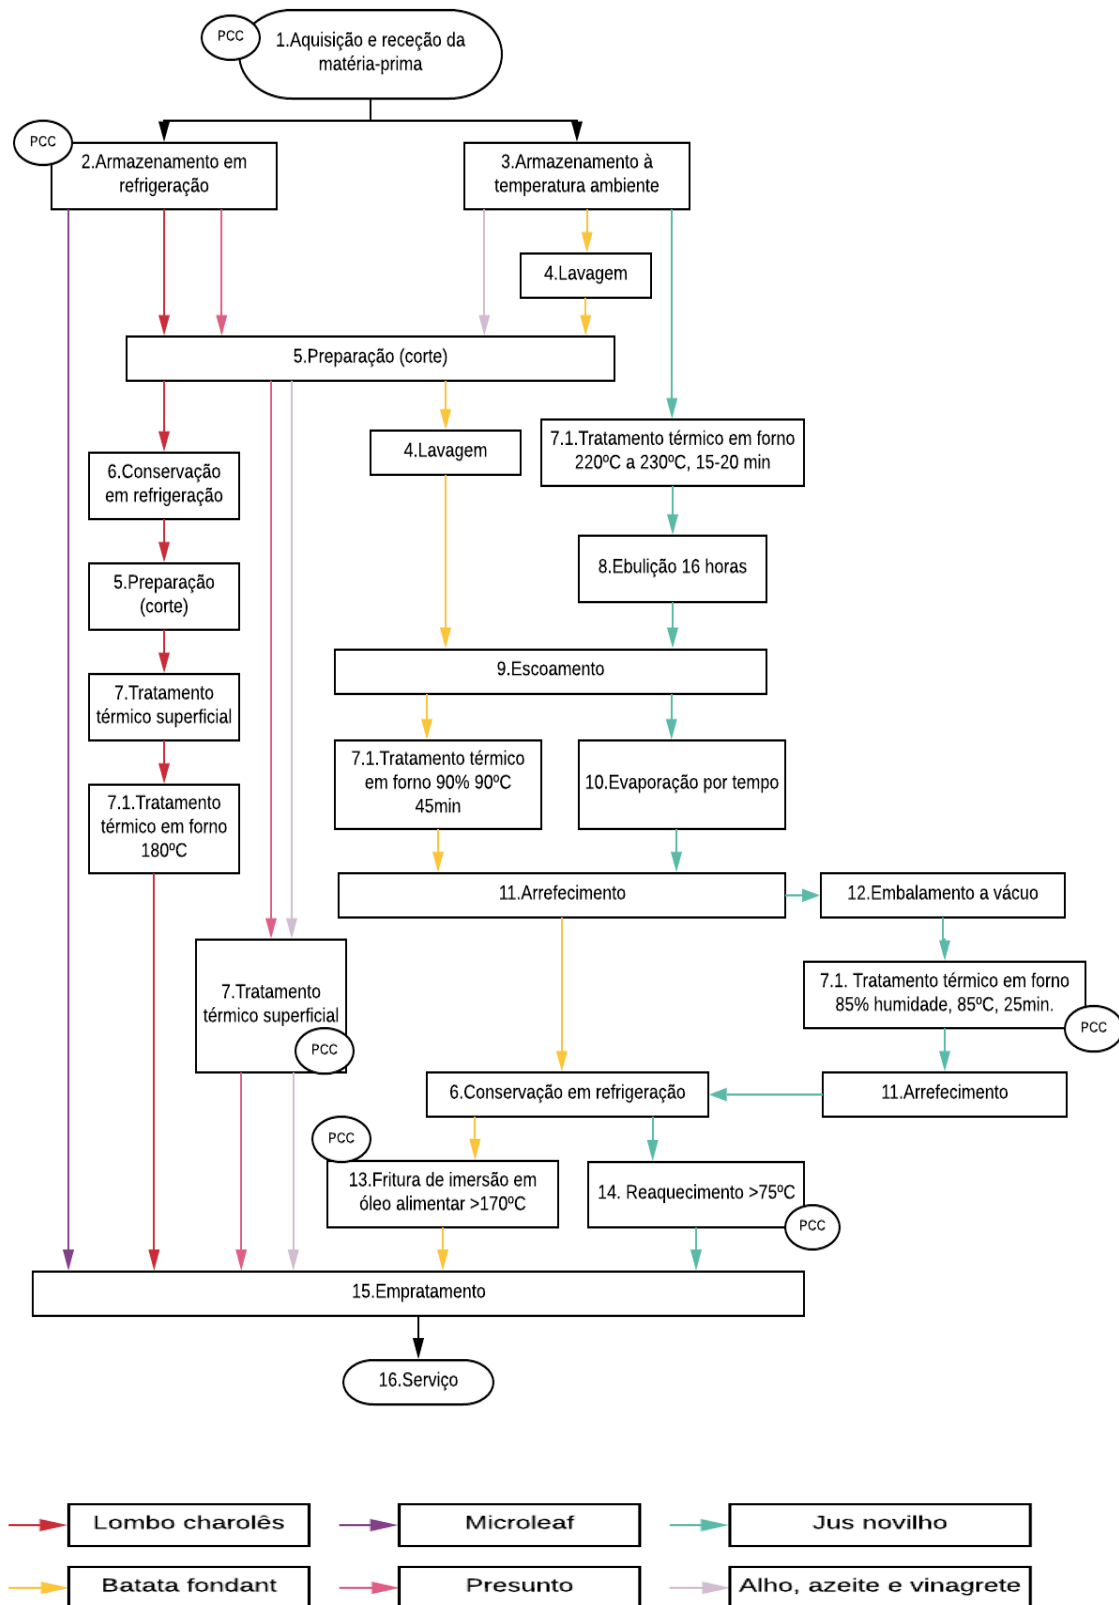 PCC
1.Aquisição e receção da
matéria-prima
PCC
2.Armazenamento em
refrigeração
3.Armazenamento à
temperatura ambiente
4.Lavagem
5.Preparação (corte)
4.Lavagem
7.1.Tratamento térmico em forno
220ºC a 230ºC, 15-20 min
6.Conservação
em refrigeração
8.Ebulição 16 horas
5.Preparação
(corte)
9.Escoamento
7.Tratamento
térmico superficial
7.1.Tratamento térmico
em forno 90% 90ºC
45min
10.Evaporação por tempo
7.1.Tratamento
térmico em forno
180ºC
11.Arrefecimento
12.Embalamento a vácuo
7.Tratamento
térmico superficial
PCC
7.1. Tratamento térmico em forno
85% humidade, 85ºC, 25min.
PCC
6.Conservação em refrigeração
11.Arrefecimento
PCC
13.Fritura de imersão em
óleo alimentar >170ºC
14. Reaquecimento >75ºC
PCC
15.Empratamento
16.Serviço
Lombo charolês
Microleaf
Jus novilho
Batata fondant
Presunto
Alho, azeite e vinagrete